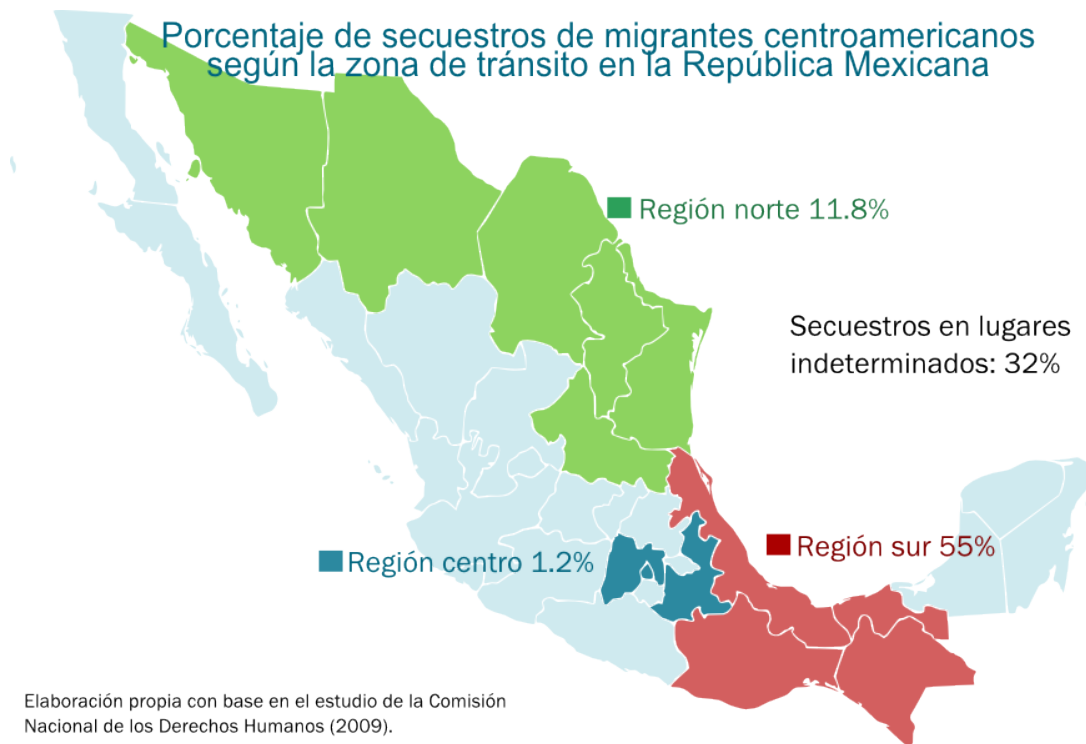 Porcentaje de secuestros de migrantes centroamericanos
según la zona de tránsito en la República Mexicana
Región norte 11.8%
Secuestros en lugares
indeterminados: 32%
Región sur 55%
Región centro 1.2%
Elaboración propia con base en el estudio de la Comisión
Nacional de los Derechos Humanos (2009).